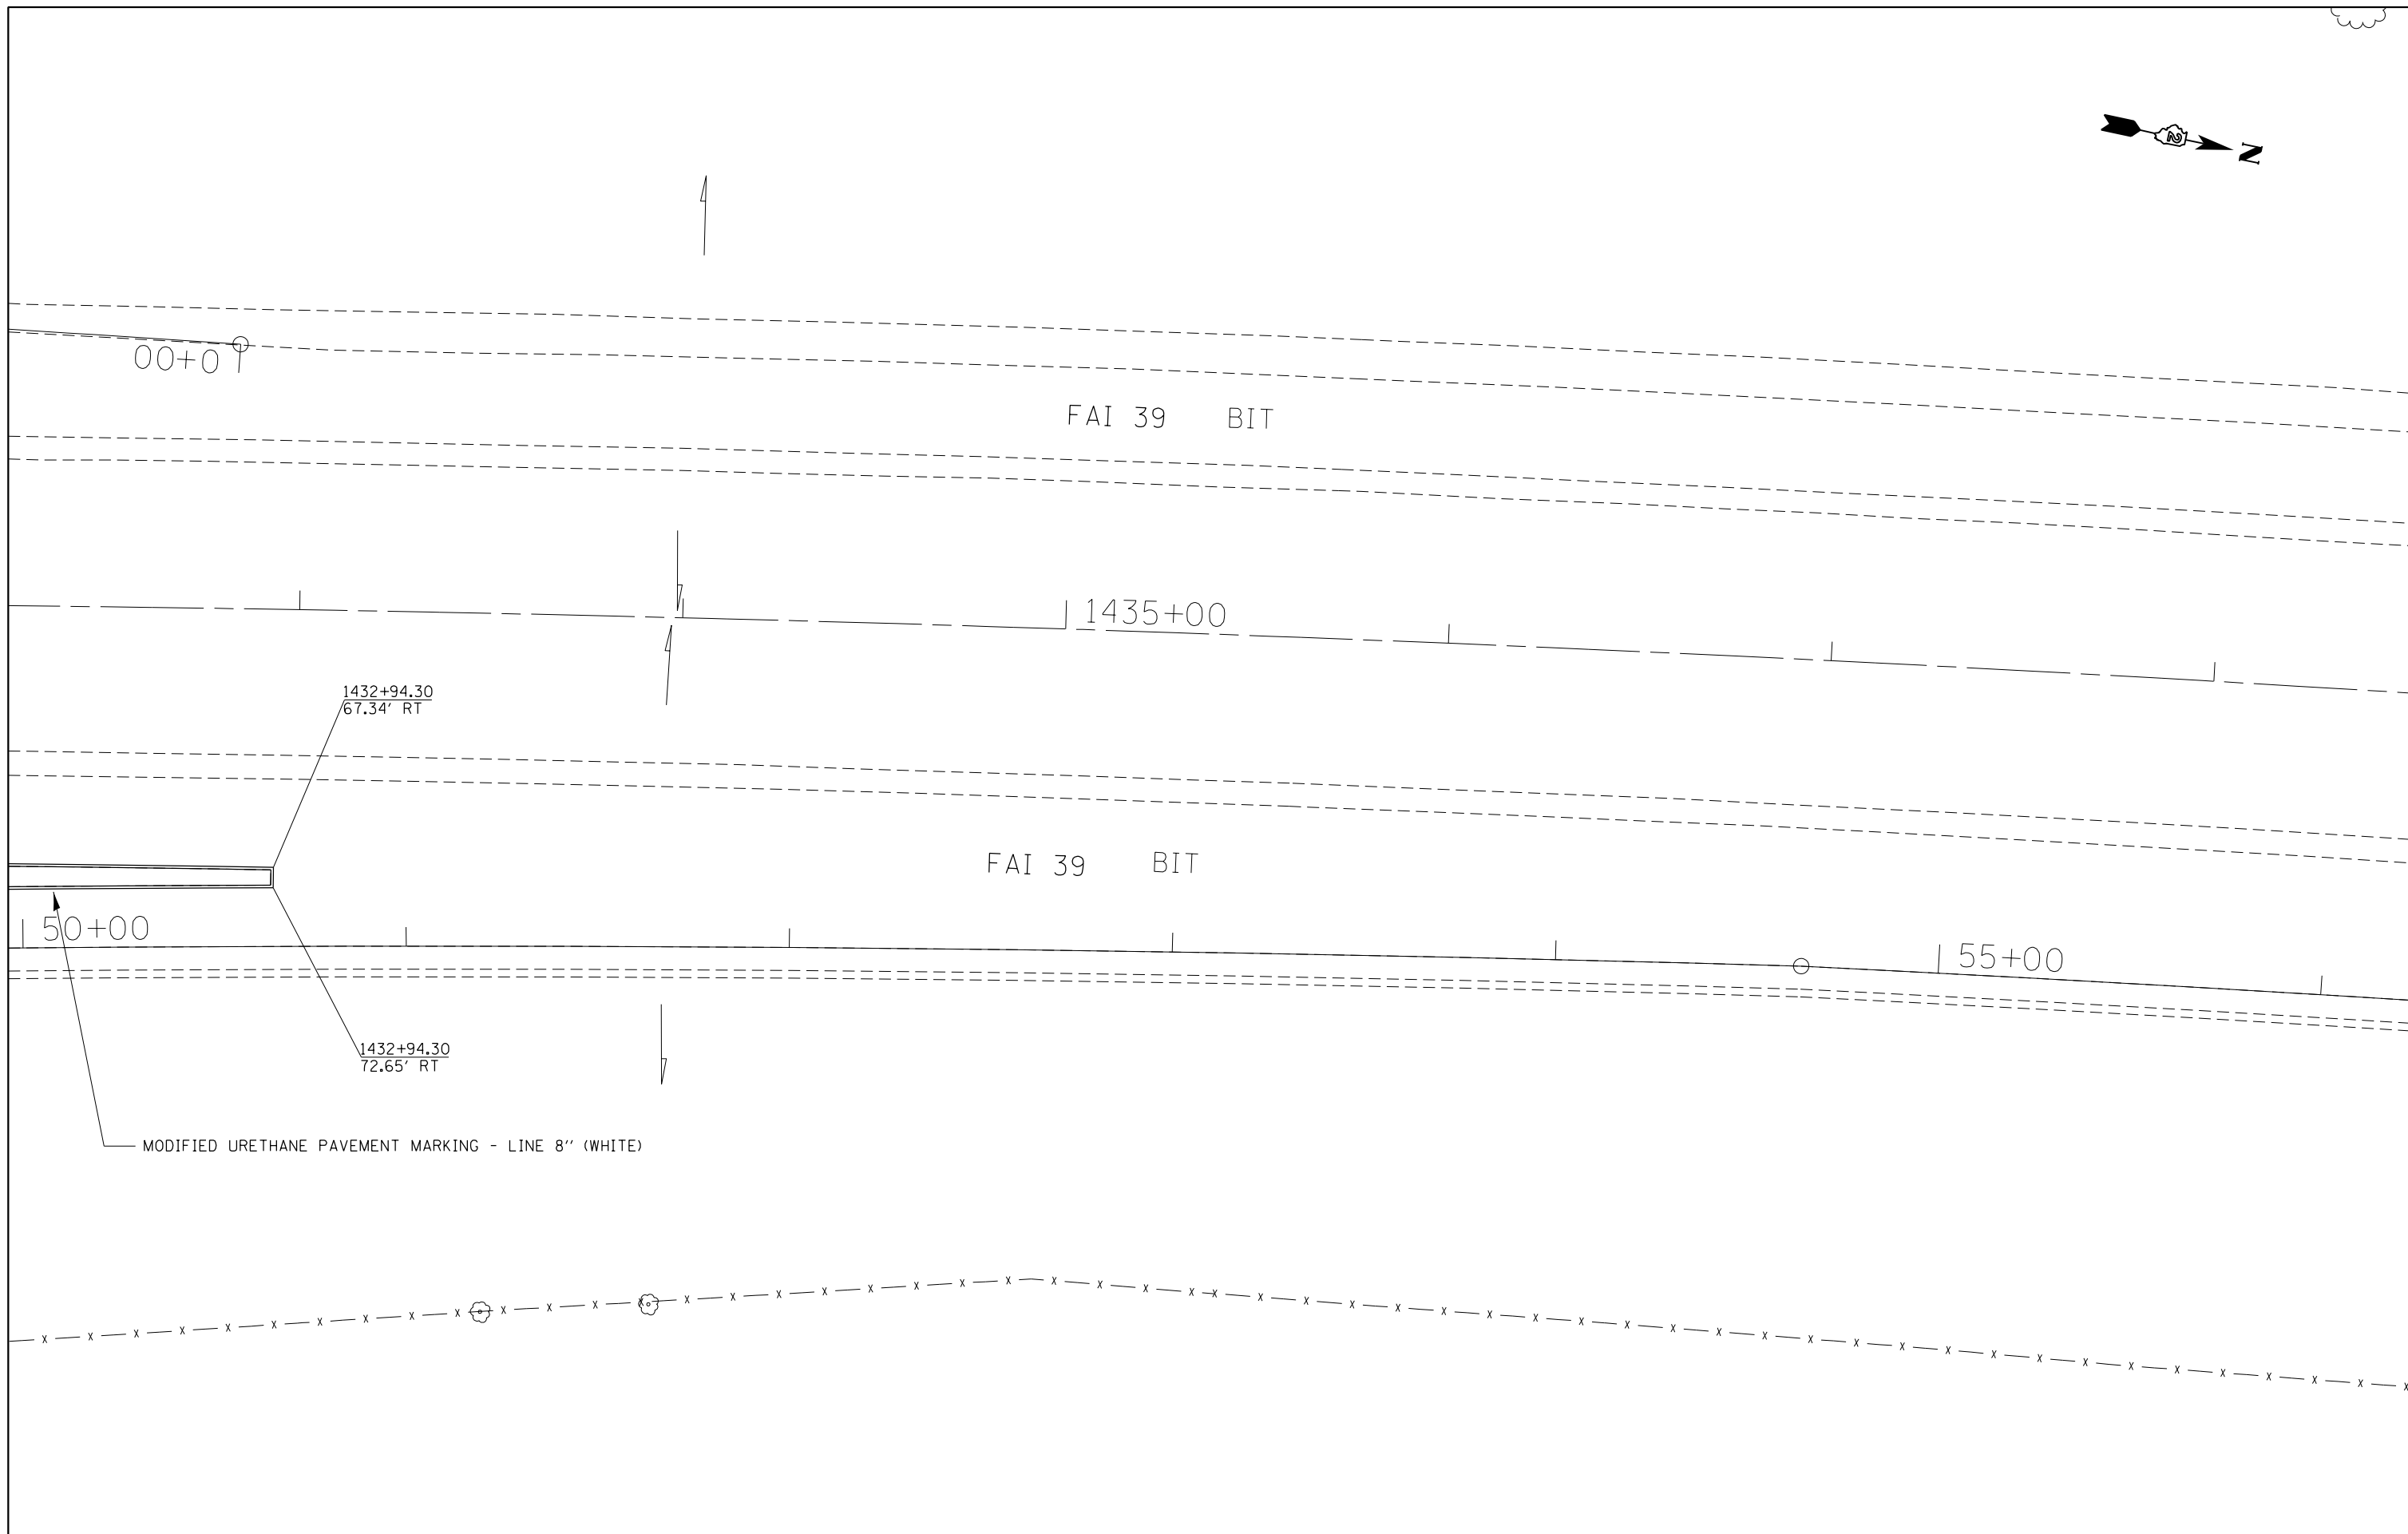 N
2
0+00
FAI 39 BIT
1435+00
1432+94.30
67.34' RT
FAI 39 BIT
50+00
55+00
1432+94.30
72.65' RT
MODIFIED URETHANE PAVEMENT MARKING - LINE 8'' (WHITE)